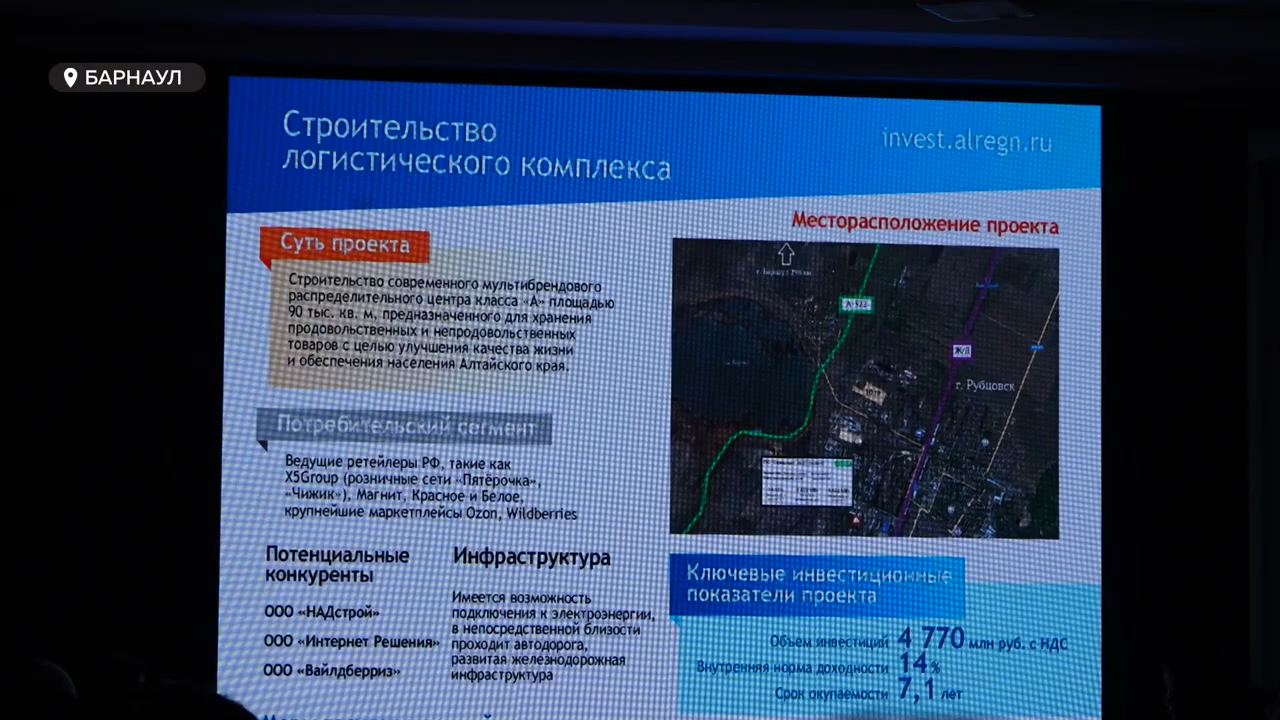 БАРНАУЛ
Строительство
логистического комплекса
invest.alregn.ru
Суть проекта
Строительство современного мультибрендового
распределительного центра класса «А» площадью
90 тыс. кв. м, предназначенного для хранения
продовольственных и непродовольственных
товаров с целью улучшения качества жизни
и обеспечения населения Алтайского края.
Потребительский сегмент
Ведущие ретейлеры РФ, такие как
X5Group (розничные сети «Пятёрочка»,
«Чижик»), Магнит, Красное и Белое,
крупнейшие маркетплейсы Ozon, Wildberries
Потенциальные
конкуренты
ООО «НАДстрой»
ООО «Интернет Решения»
ООО «Вайлдберриз»
Инфраструктура
Имеется возможность
подключения к электроэнергии,
в непосредственной близости
проходит автодорога,
развитая железнодорожная
инфраструктура
Месторасположение проекта
А-322
Ж/Д
г. Рубцовск
Ключевые инвестиционные
показатели проекта
Объем инвестиций 4 770 млн руб. с НДС
Внутренняя норма доходности 14 %
Срок окупаемости 7,1 лет